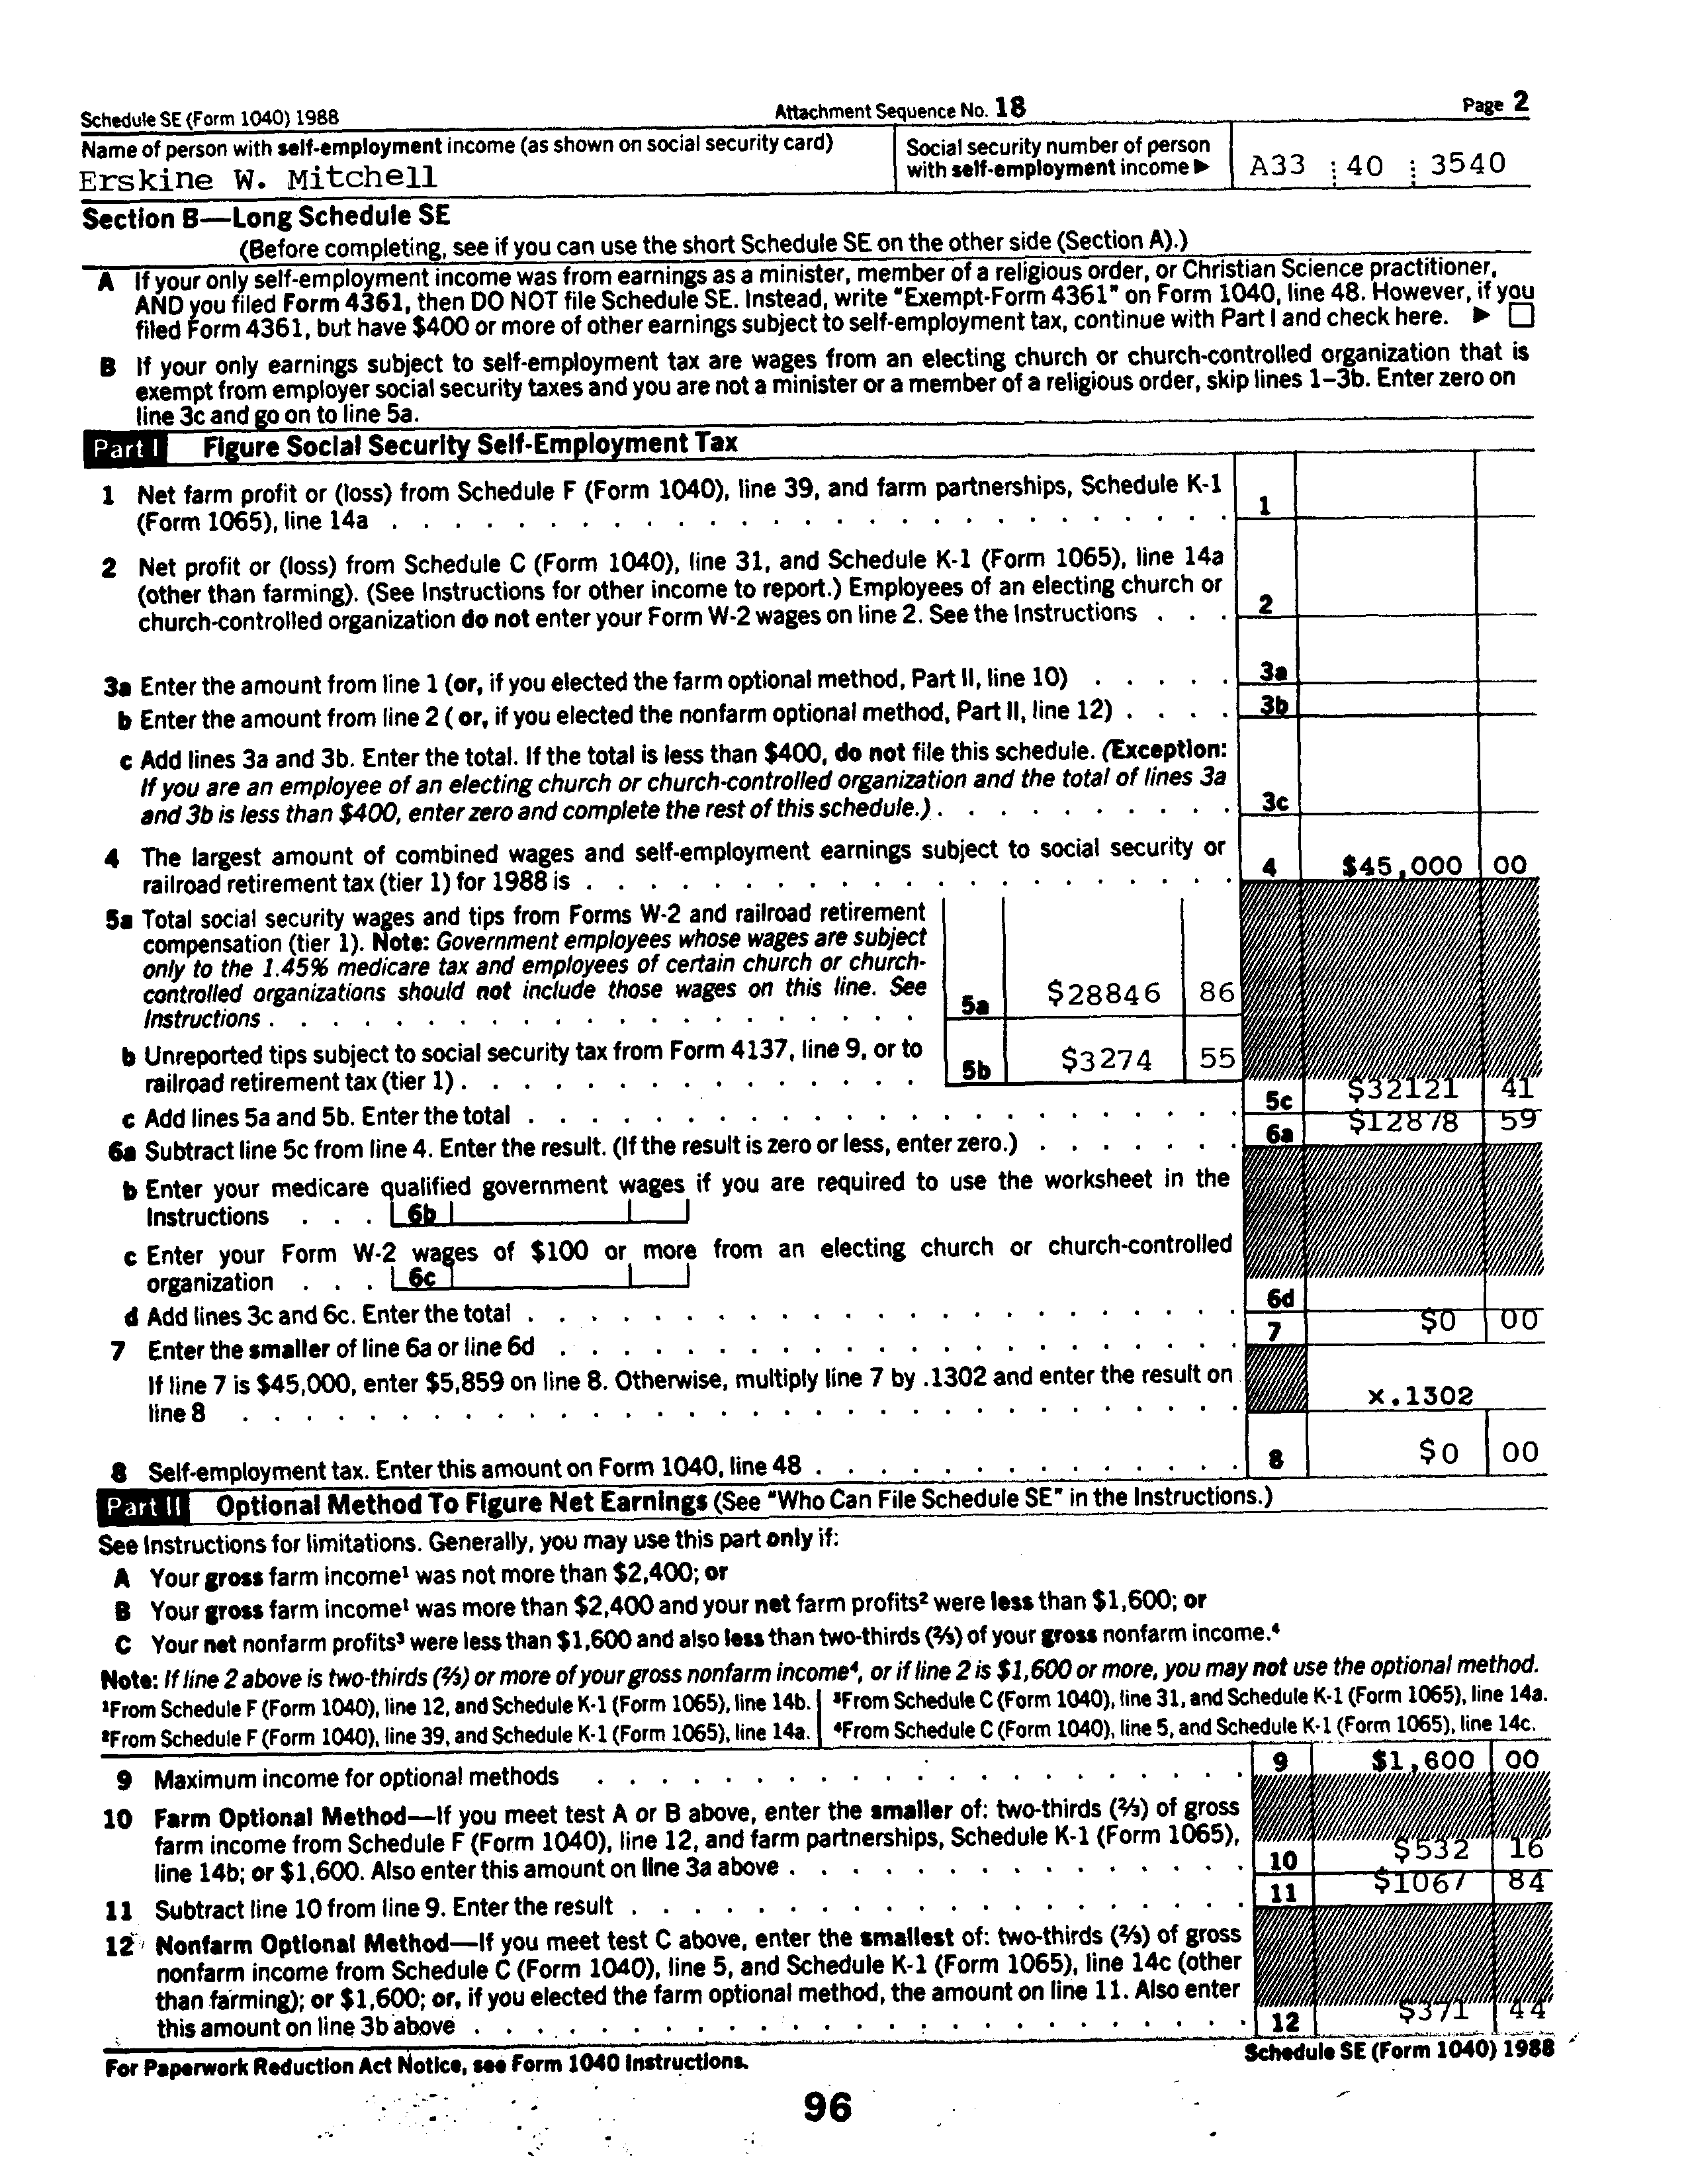 Schedule SE (Form 1040) 1988 Attachment Sequence No. 18 Page 2
Name of person with self-employment income (as shown on social security card)
Erskine W. Mitchell
Social security number of person
with self-employment income ► A33 40 3540
Section B—Long Schedule SE
(Before completing, see if you can use the short Schedule SE on the other side (Section A).)
A If your only self-employment income was from earnings as a minister, member of a religious order, or Christian Science practitioner,
AND you filed Form 4361, then DO NOT file Schedule SE. Instead, write "Exempt-Form 4361" on Form 1040, line 48. However, if you
filed Form 4361, but have $400 or more of other earnings subject to self-employment tax, continue with Part I and check here. ► ☐
B If your only earnings subject to self-employment tax are wages from an electing church or church-controlled organization that is
exempt from employer social security taxes and you are not a minister or a member of a religious order, skip lines 1–3b. Enter zero on
line 3c and go on to line 5a.
Part I Figure Social Security Self-Employment Tax
1 Net farm profit or (loss) from Schedule F (Form 1040), line 39, and farm partnerships, Schedule K-1
(Form 1065), line 14a . . . 1
2 Net profit or (loss) from Schedule C (Form 1040), line 31, and Schedule K-1 (Form 1065), line 14a
(other than farming). (See Instructions for other income to report.) Employees of an electing church or
church-controlled organization do not enter your Form W-2 wages on line 2. See the Instructions . . . 2
3a Enter the amount from line 1 (or, if you elected the farm optional method, Part II, line 10) . . . . . 3a
b Enter the amount from line 2 ( or, if you elected the nonfarm optional method, Part II, line 12) . . . . 3b
c Add lines 3a and 3b. Enter the total. If the total is less than $400, do not file this schedule. (Exception:
If you are an employee of an electing church or church-controlled organization and the total of lines 3a
and 3b is less than $400, enter zero and complete the rest of this schedule.) . . . 3c
4 The largest amount of combined wages and self-employment earnings subject to social security or
railroad retirement tax (tier 1) for 1988 is . . . 4 $45,000 00
5a Total social security wages and tips from Forms W-2 and railroad retirement
compensation (tier 1). Note: Government employees whose wages are subject
only to the 1.45% medicare tax and employees of certain church or church-
controlled organizations should not include those wages on this line. See
Instructions . . . 5a $28846 86
b Unreported tips subject to social security tax from Form 4137, line 9, or to
railroad retirement tax (tier 1) . . . 5b $3274 55
c Add lines 5a and 5b. Enter the total . . . 5c $32121 41
6a Subtract line 5c from line 4. Enter the result. (If the result is zero or less, enter zero.) . . . 6a $12878 59
b Enter your medicare qualified government wages if you are required to use the worksheet in the
Instructions . . . 6b
c Enter your Form W-2 wages of $100 or more from an electing church or church-controlled
organization . . . 6c
d Add lines 3c and 6c. Enter the total . . . 6d
7 Enter the smaller of line 6a or line 6d . . . 7 $0 00
If line 7 is $45,000, enter $5,859 on line 8. Otherwise, multiply line 7 by .1302 and enter the result on
line 8 . . . x.1302
8 Self-employment tax. Enter this amount on Form 1040, line 48 . . . 8 $0 00
Part II Optional Method To Figure Net Earnings (See "Who Can File Schedule SE" in the Instructions.)
See Instructions for limitations. Generally, you may use this part only if:
A Your gross farm income¹ was not more than $2,400; or
B Your gross farm income¹ was more than $2,400 and your net farm profits² were less than $1,600; or
C Your net nonfarm profits³ were less than $1,600 and also less than two-thirds (⅔) of your gross nonfarm income.⁴
Note: If line 2 above is two-thirds (⅔) or more of your gross nonfarm income⁴, or if line 2 is $1,600 or more, you may not use the optional method.
¹From Schedule F (Form 1040), line 12, and Schedule K-1 (Form 1065), line 14b. ³From Schedule C (Form 1040), line 31, and Schedule K-1 (Form 1065), line 14a.
²From Schedule F (Form 1040), line 39, and Schedule K-1 (Form 1065), line 14a. ⁴From Schedule C (Form 1040), line 5, and Schedule K-1 (Form 1065), line 14c.
9 Maximum income for optional methods . . . 9 $1,600 00
10 Farm Optional Method—If you meet test A or B above, enter the smaller of: two-thirds (⅔) of gross
farm income from Schedule F (Form 1040), line 12, and farm partnerships, Schedule K-1 (Form 1065),
line 14b; or $1,600. Also enter this amount on line 3a above . . . 10 $532 16
11 Subtract line 10 from line 9. Enter the result . . . 11 $1067 84
12 Nonfarm Optional Method—If you meet test C above, enter the smallest of: two-thirds (⅔) of gross
nonfarm income from Schedule C (Form 1040), line 5, and Schedule K-1 (Form 1065), line 14c (other
than farming); or $1,600; or, if you elected the farm optional method, the amount on line 11. Also enter
this amount on line 3b above . . . 12 $371 44
For Paperwork Reduction Act Notice, see Form 1040 Instructions. Schedule SE (Form 1040) 1988
96